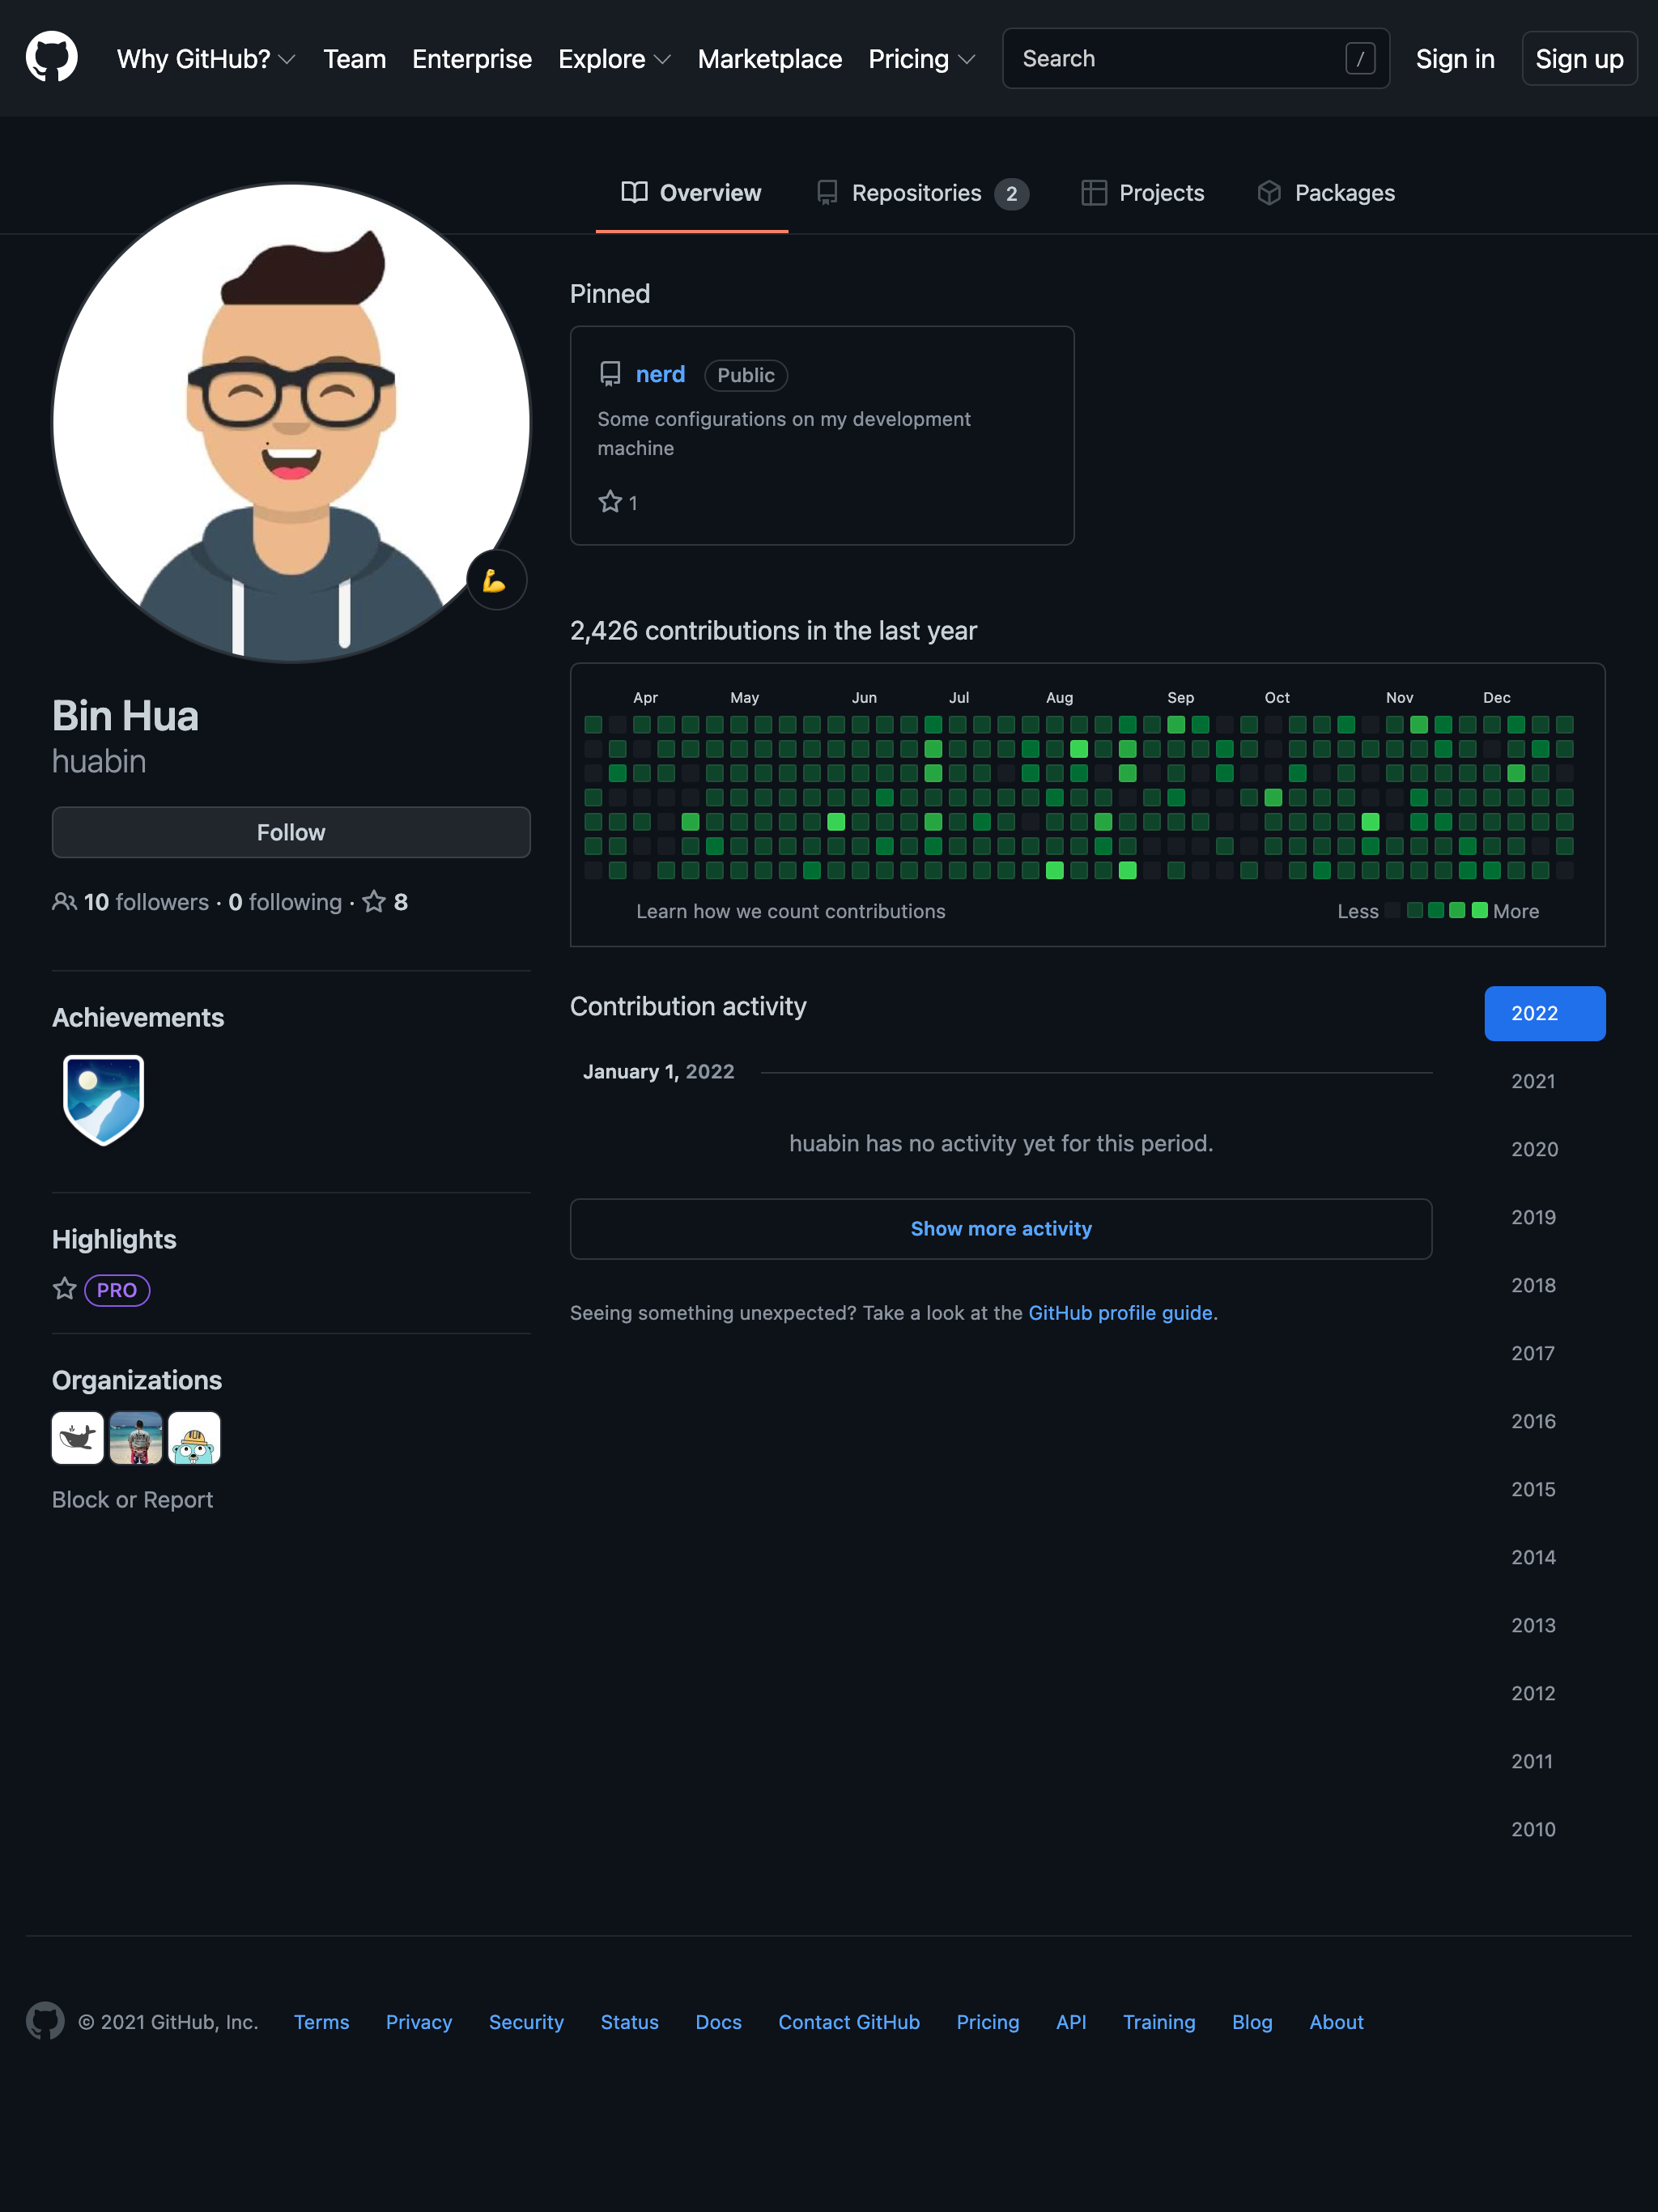 Why GitHub? Team Enterprise Explore Marketplace Pricing Search / Sign in Sign up
Overview Repositories 2 Projects Packages
Bin Hua
huabin
Follow
10 followers · 0 following · 8
Achievements
Highlights
PRO
Organizations
Block or Report
Pinned
nerd Public
Some configurations on my development
machine
1
2,426 contributions in the last year
Apr May Jun Jul Aug Sep Oct Nov Dec
Learn how we count contributions Less More
Contribution activity
January 1, 2022
huabin has no activity yet for this period.
Show more activity
Seeing something unexpected? Take a look at the GitHub profile guide.
2022
2021
2020
2019
2018
2017
2016
2015
2014
2013
2012
2011
2010
© 2021 GitHub, Inc. Terms Privacy Security Status Docs Contact GitHub Pricing API Training Blog About